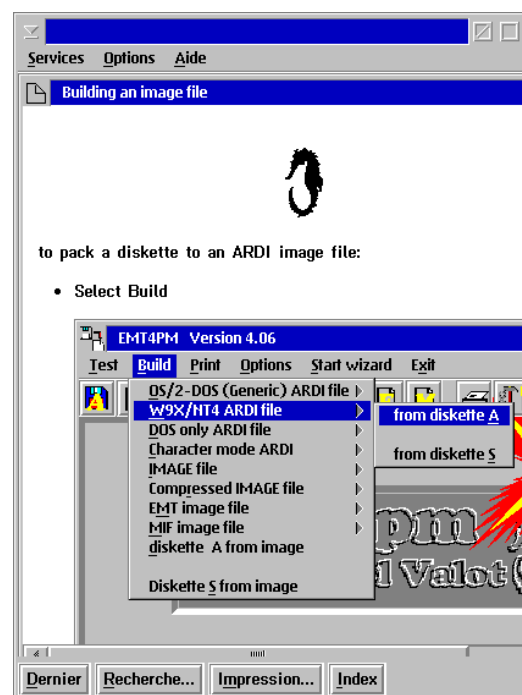 Services Options Aide
Building an image file
to pack a diskette to an ARDI image file:
• Select Build
EMT4PM Version 4.06
Test Build Print Options Start wizard Exit
OS/2-DOS (Generic) ARDI file
W9X/NT4 ARDI file
from diskette A
DOS only ARDI file
Character mode ARDI
from diskette S
IMAGE file
Compressed IMAGE file
EMT image file
MIF image file
diskette A from image
pm
Valot
Diskette S from image
Dernier Recherche... Impression... Index